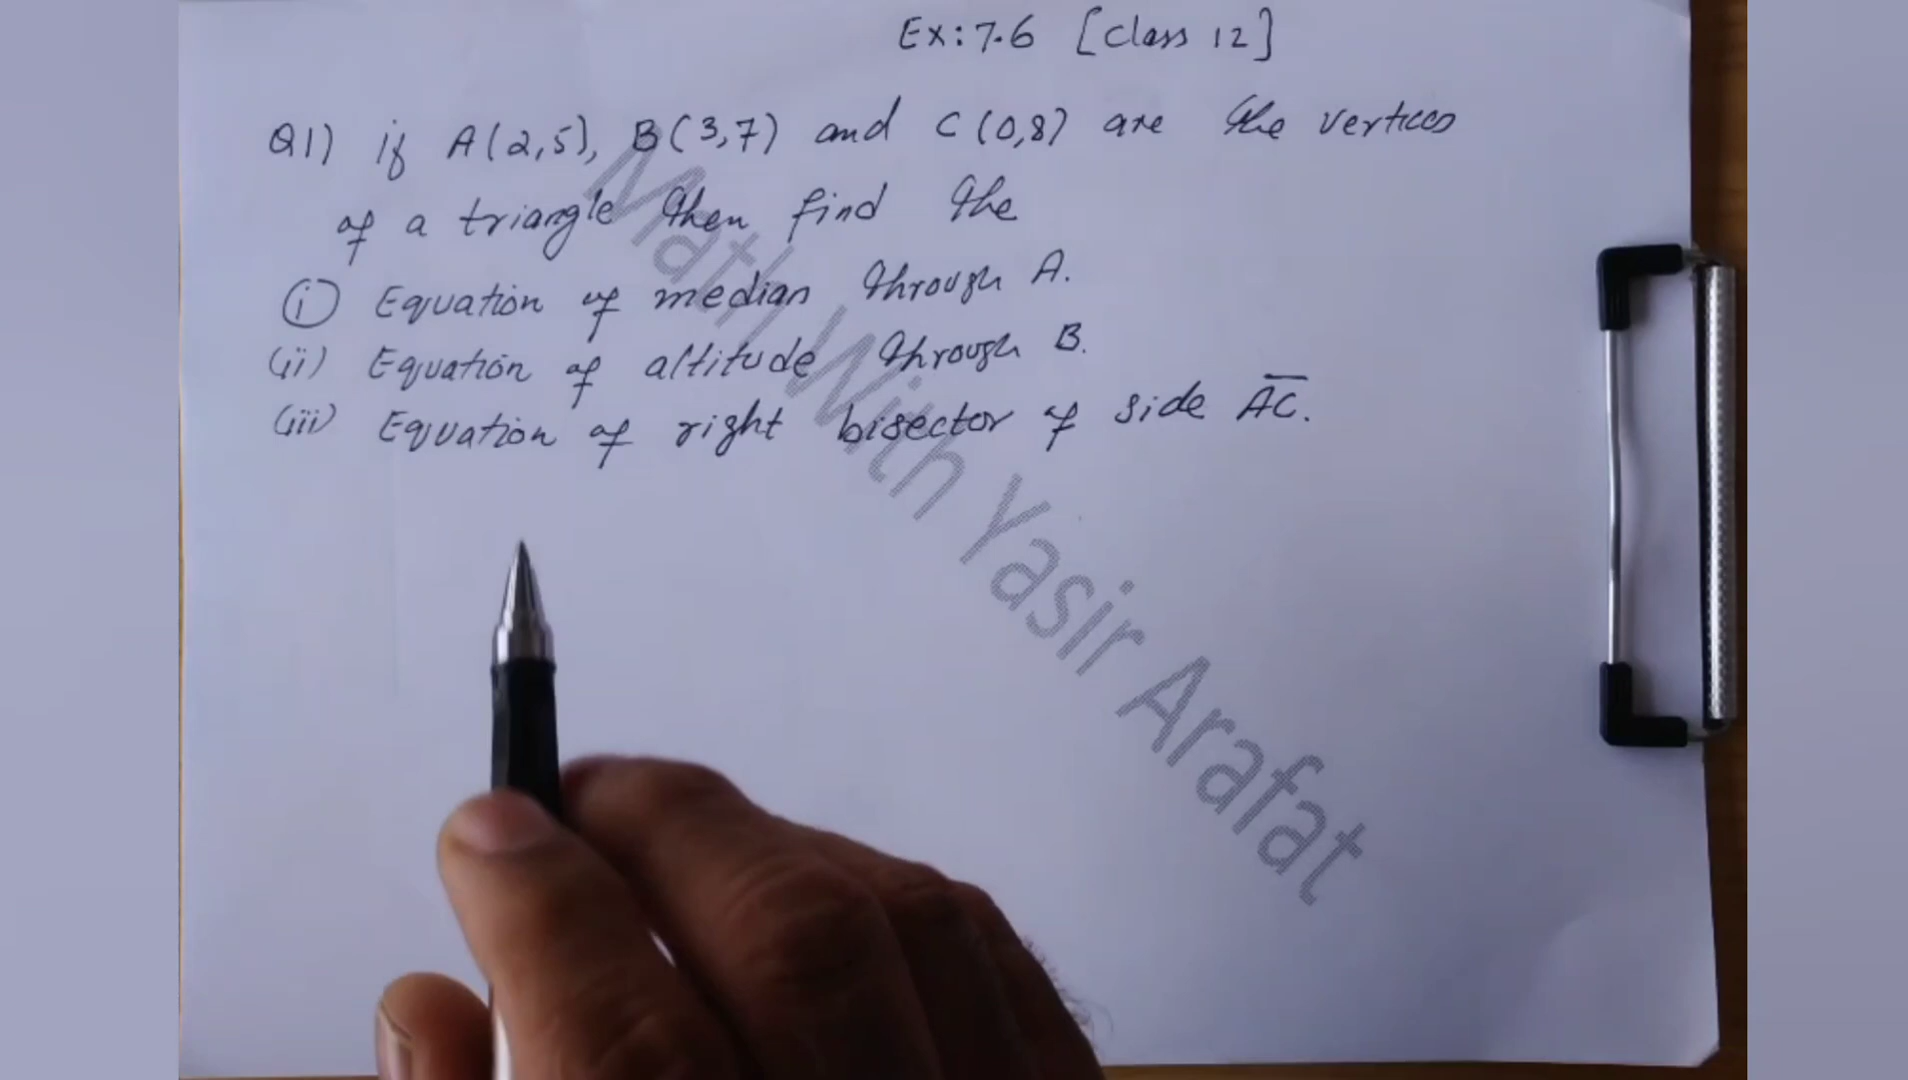 Ex: 7.6 [Class 12]
Q1) if A(2,5), B(3,7) and C(0,8) are the vertices
of a triangle then find the
(i) Equation of median through A.
(ii) Equation of altitude through B.
(iii) Equation of right bisector of side A̅C̅.
Math With Yasir Arafat